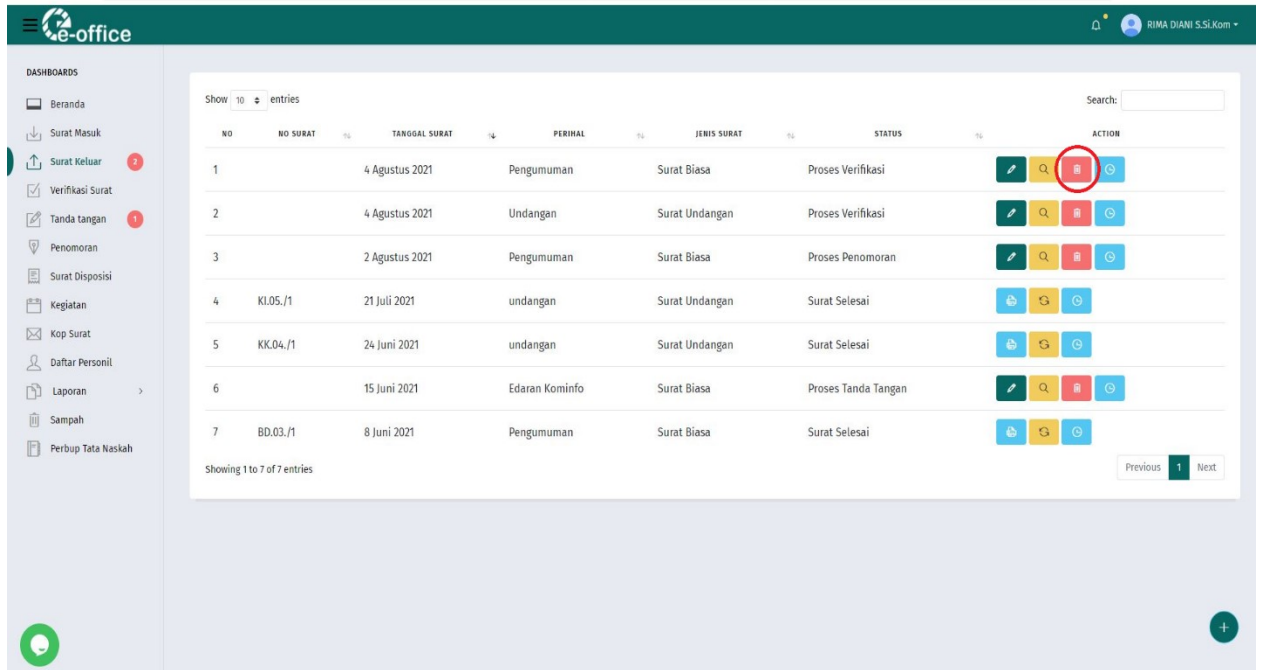 e-office
RIMA DIANI S.Si.Kom
DASHBOARDS
Beranda
Surat Masuk
Surat Keluar 2
Verifikasi Surat
Tanda tangan 1
Penomoran
Surat Disposisi
Kegiatan
Kop Surat
Daftar Personil
Laporan >
Sampah
Perbup Tata Naskah
Show 10 entries
Search:
NO NO SURAT TANGGAL SURAT PERIHAL JENIS SURAT STATUS ACTION
1 4 Agustus 2021 Pengumuman Surat Biasa Proses Verifikasi
2 4 Agustus 2021 Undangan Surat Undangan Proses Verifikasi
3 2 Agustus 2021 Pengumuman Surat Biasa Proses Penomoran
4 KI.05./1 21 Juli 2021 undangan Surat Undangan Surat Selesai
5 KK.04./1 24 Juni 2021 undangan Surat Undangan Surat Selesai
6 15 Juni 2021 Edaran Kominfo Surat Biasa Proses Tanda Tangan
7 BD.03./1 8 Juni 2021 Pengumuman Surat Biasa Surat Selesai
Showing 1 to 7 of 7 entries
Previous 1 Next
+